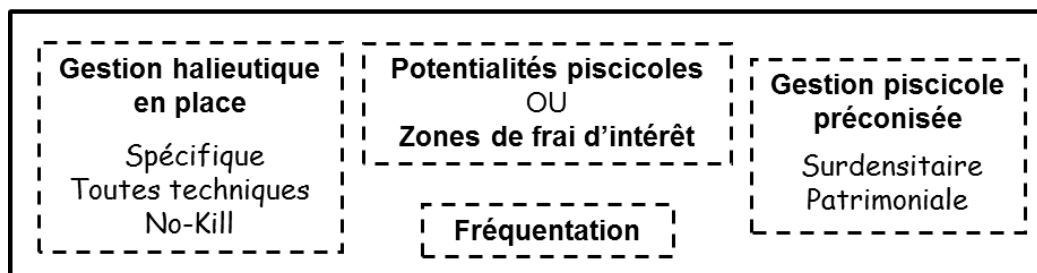 Gestion halieutique
en place
Spécifique
Toutes techniques
No-Kill
Potentialités piscicoles
OU
Zones de frai d’intérêt
Fréquentation
Gestion piscicole
préconisée
Surdensitaire
Patrimoniale